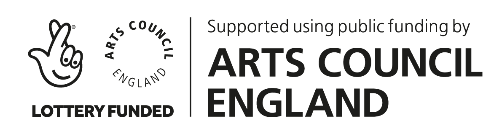 ARTS COUNCIL
ENGLAND
LOTTERY FUNDED
Supported using public funding by
ARTS COUNCIL
ENGLAND